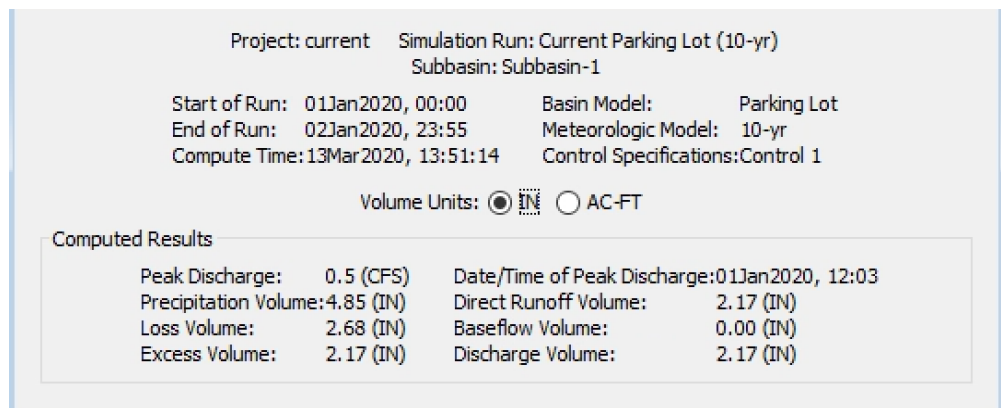 Project: current Simulation Run: Current Parking Lot (10-yr)
Subbasin: Subbasin-1
Start of Run: 01Jan2020, 00:00 Basin Model: Parking Lot
End of Run: 02Jan2020, 23:55 Meteorologic Model: 10-yr
Compute Time:13Mar2020, 13:51:14 Control Specifications:Control 1
Volume Units: IN AC-FT
Computed Results
Peak Discharge: 0.5 (CFS) Date/Time of Peak Discharge:01Jan2020, 12:03
Precipitation Volume:4.85 (IN) Direct Runoff Volume: 2.17 (IN)
Loss Volume: 2.68 (IN) Baseflow Volume: 0.00 (IN)
Excess Volume: 2.17 (IN) Discharge Volume: 2.17 (IN)